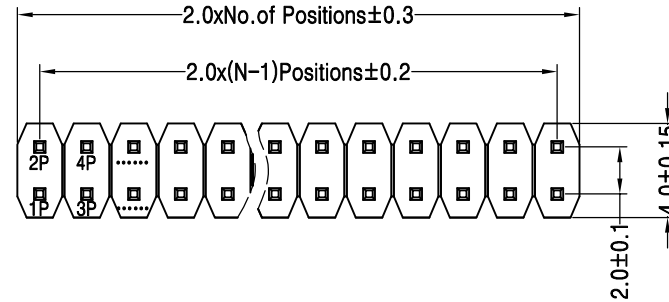 2.0xNo.of Positions±0.3
2.0x(N-1)Positions±0.2
2P 4P ......
1P 3P ......
2.0±0.1
4.0±0.15